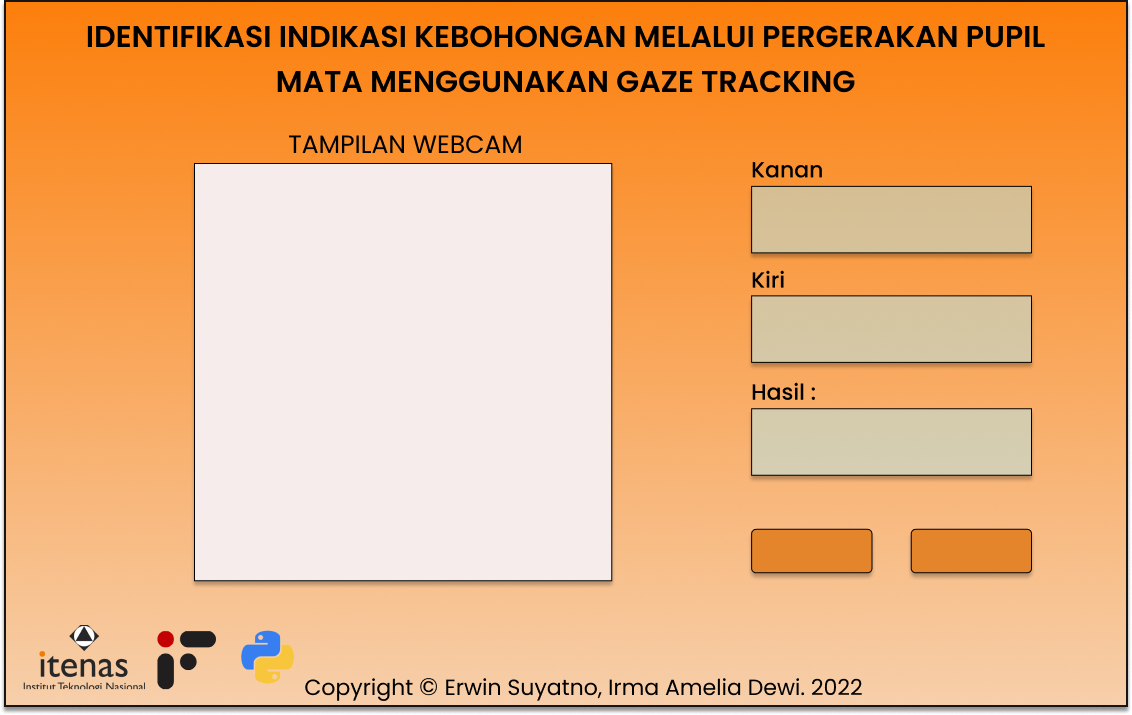 IDENTIFIKASI INDIKASI KEBOHONGAN MELALUI PERGERAKAN PUPIL
MATA MENGGUNAKAN GAZE TRACKING
TAMPILAN WEBCAM
Kanan
Kiri
Hasil :
itenas
Institut Teknologi Nasional
Copyright © Erwin Suyatno, Irma Amelia Dewi. 2022